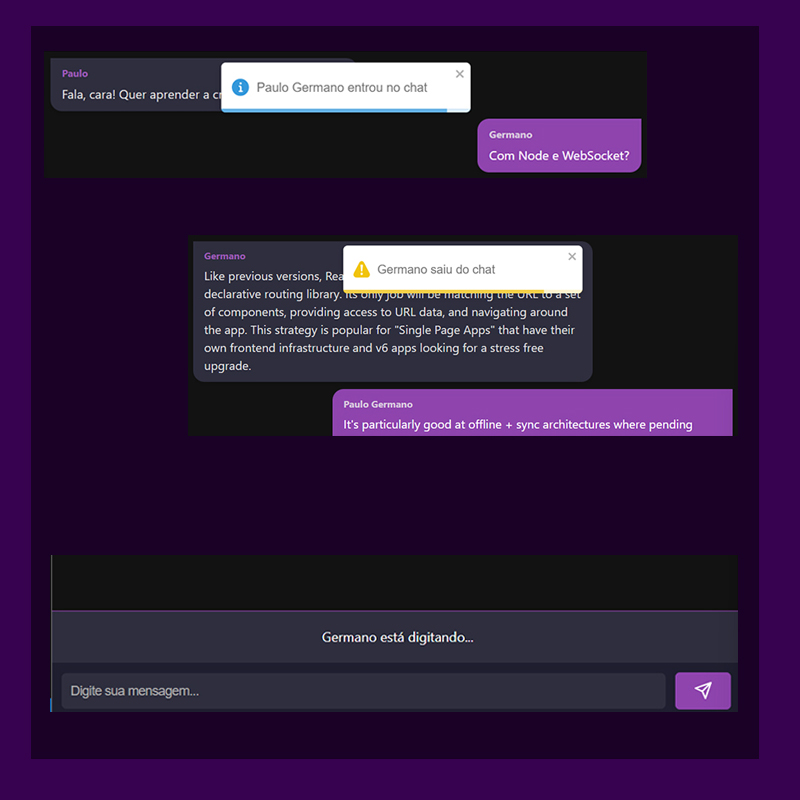 Paulo
Fala, cara! Quer aprender a
Paulo Germano entrou no chat
Germano
Com Node e WebSocket?
Germano
Like previous versions,
Germano saiu do chat
declarative routing library. Its only job will be matching the URL to a set
of components, providing access to URL data, and navigating around
the app. This strategy is popular for "Single Page Apps" that have their
own frontend infrastructure and v6 apps looking for a stress free
upgrade.
Paulo Germano
It's particularly good at offline + sync architectures where pending
Germano está digitando...
Digite sua mensagem...